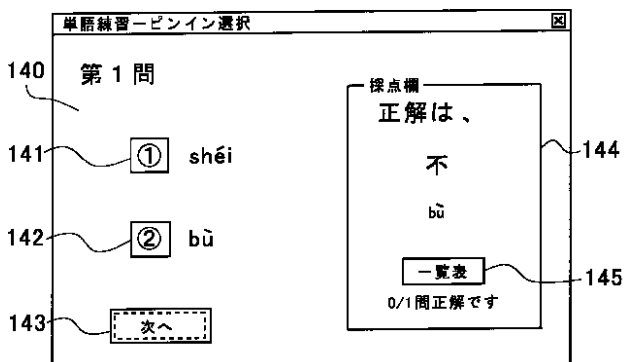 単語練習ーピンイン選択
140
第1問
採点欄
正解は、
141
① shéi
144
不
bù
142
② bù
一覧表
145
0/1問正解です
143
次へ